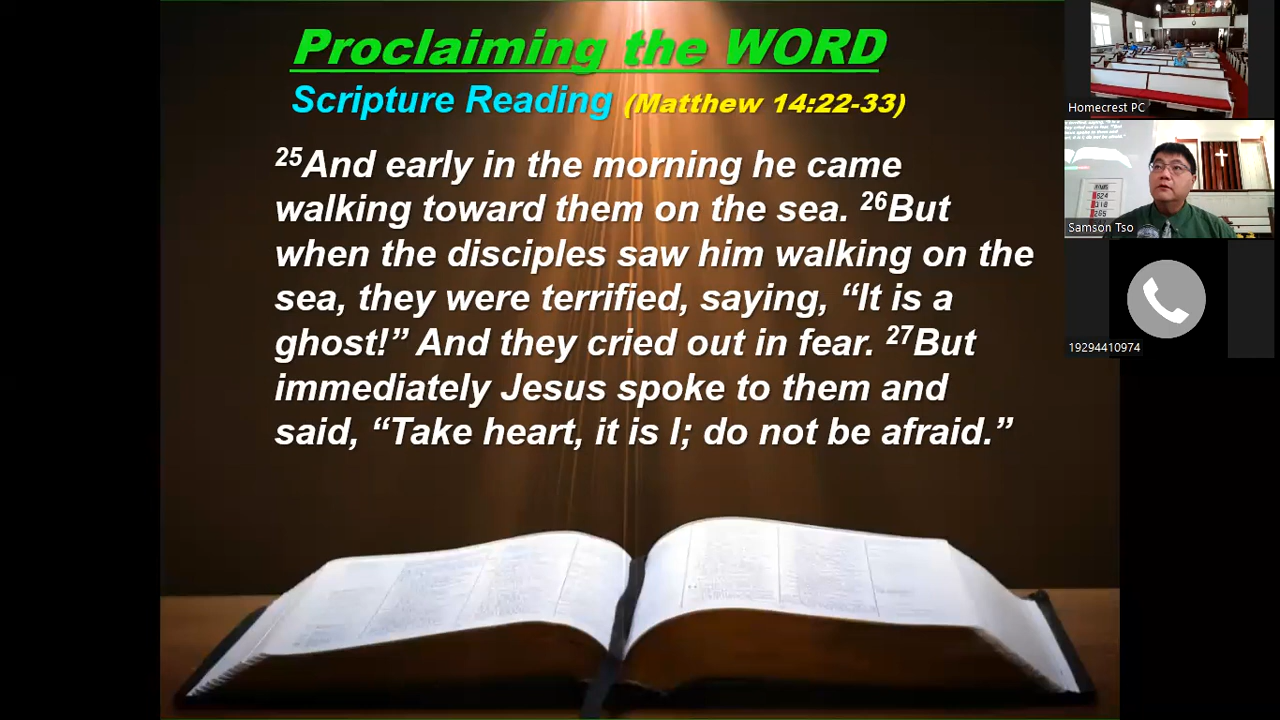 Proclaiming the WORD
Scripture Reading (Matthew 14:22-33)
25And early in the morning he came
walking toward them on the sea. 26But
when the disciples saw him walking on the
sea, they were terrified, saying, “It is a
ghost!” And they cried out in fear. 27But
immediately Jesus spoke to them and
said, “Take heart, it is I; do not be afraid.”
Homecrest PC
Samson Tso
19294410974